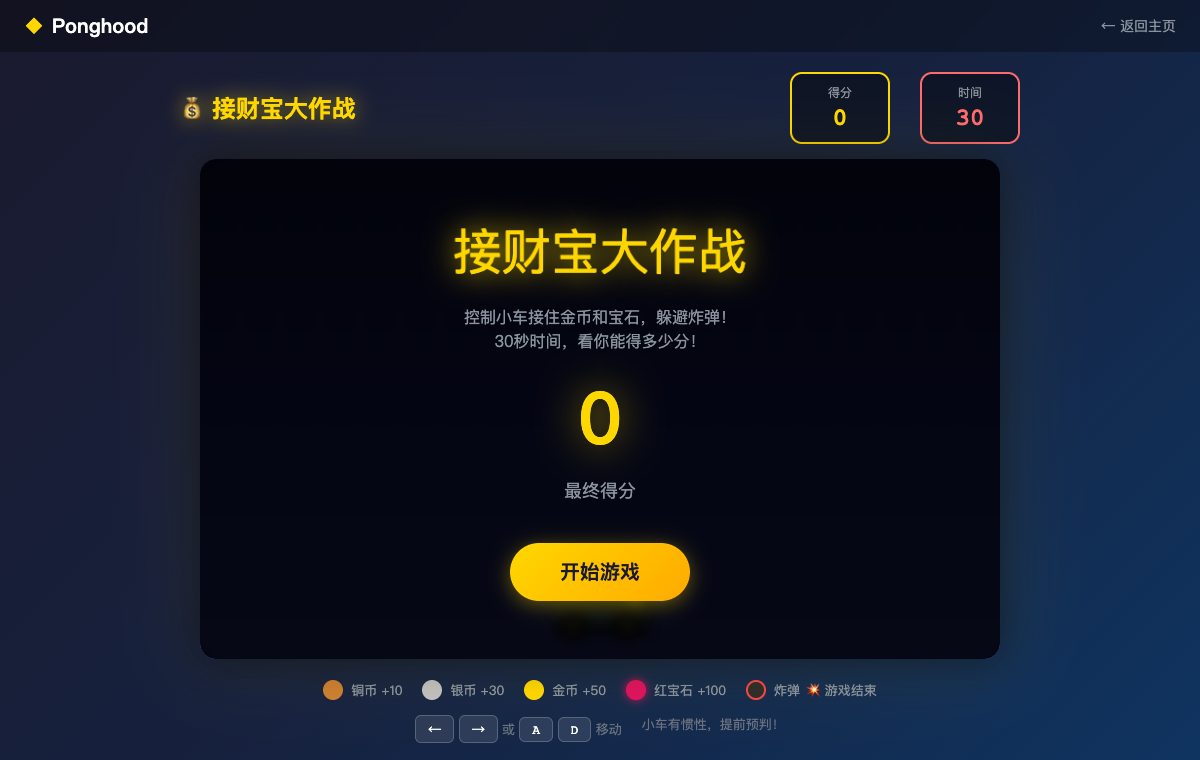 Ponghood
← 返回主页
接财宝大作战
得分
0
时间
30
接财宝大作战
控制小车接住金币和宝石，躲避炸弹！
30秒时间，看你能得多少分！
0
最终得分
开始游戏
铜币 +10 银币 +30 金币 +50 红宝石 +100 炸弹 💥 游戏结束
← → 或 A D 移动 小车有惯性，提前预判！